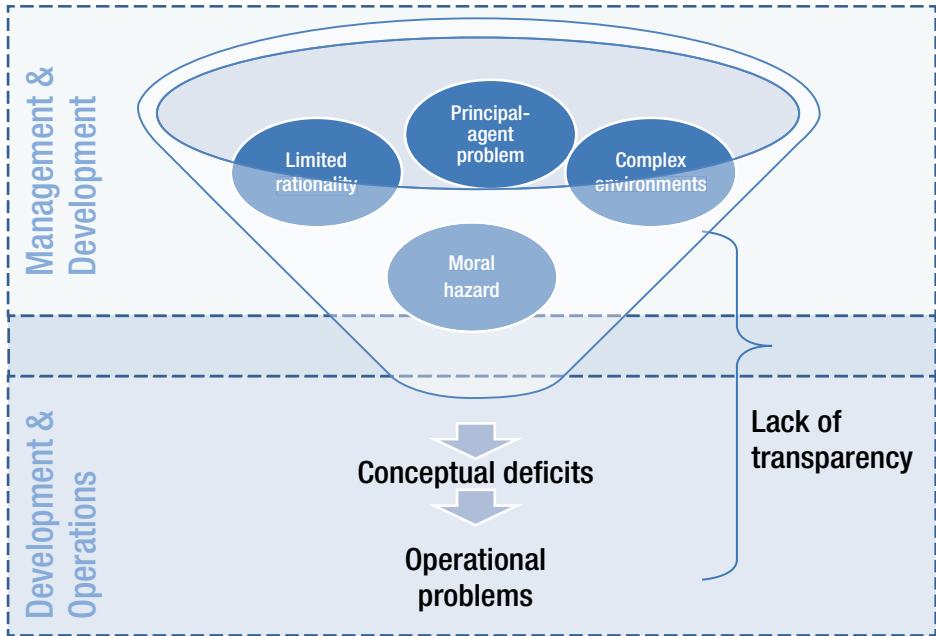 Management &
Development
Principal-
agent
problem
Limited
rationality
Complex
environments
Moral
hazard
Development &
Operations
Conceptual deficits
Operational
problems
Lack of
transparency